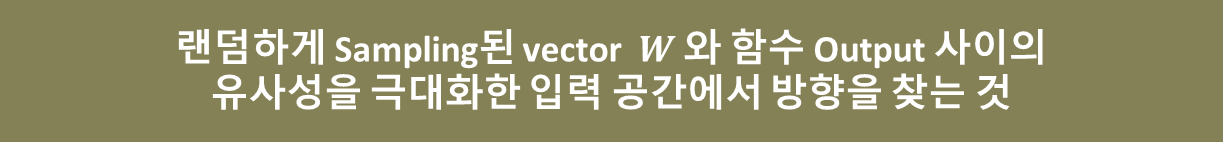 랜덤하게 Sampling된 vector W 와 함수 Output 사이의
유사성을 극대화한 입력 공간에서 방향을 찾는 것